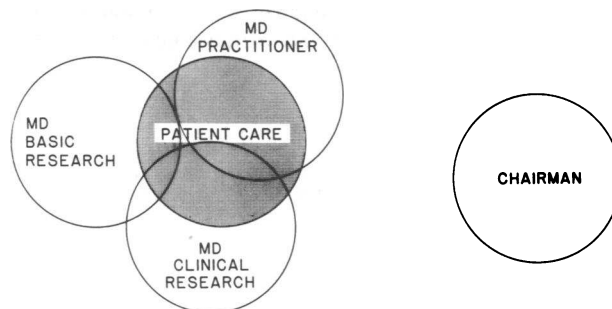 MD
PRACTITIONER
MD
BASIC
RESEARCH
PATIENT CARE
MD
CLINICAL
RESEARCH
CHAIRMAN